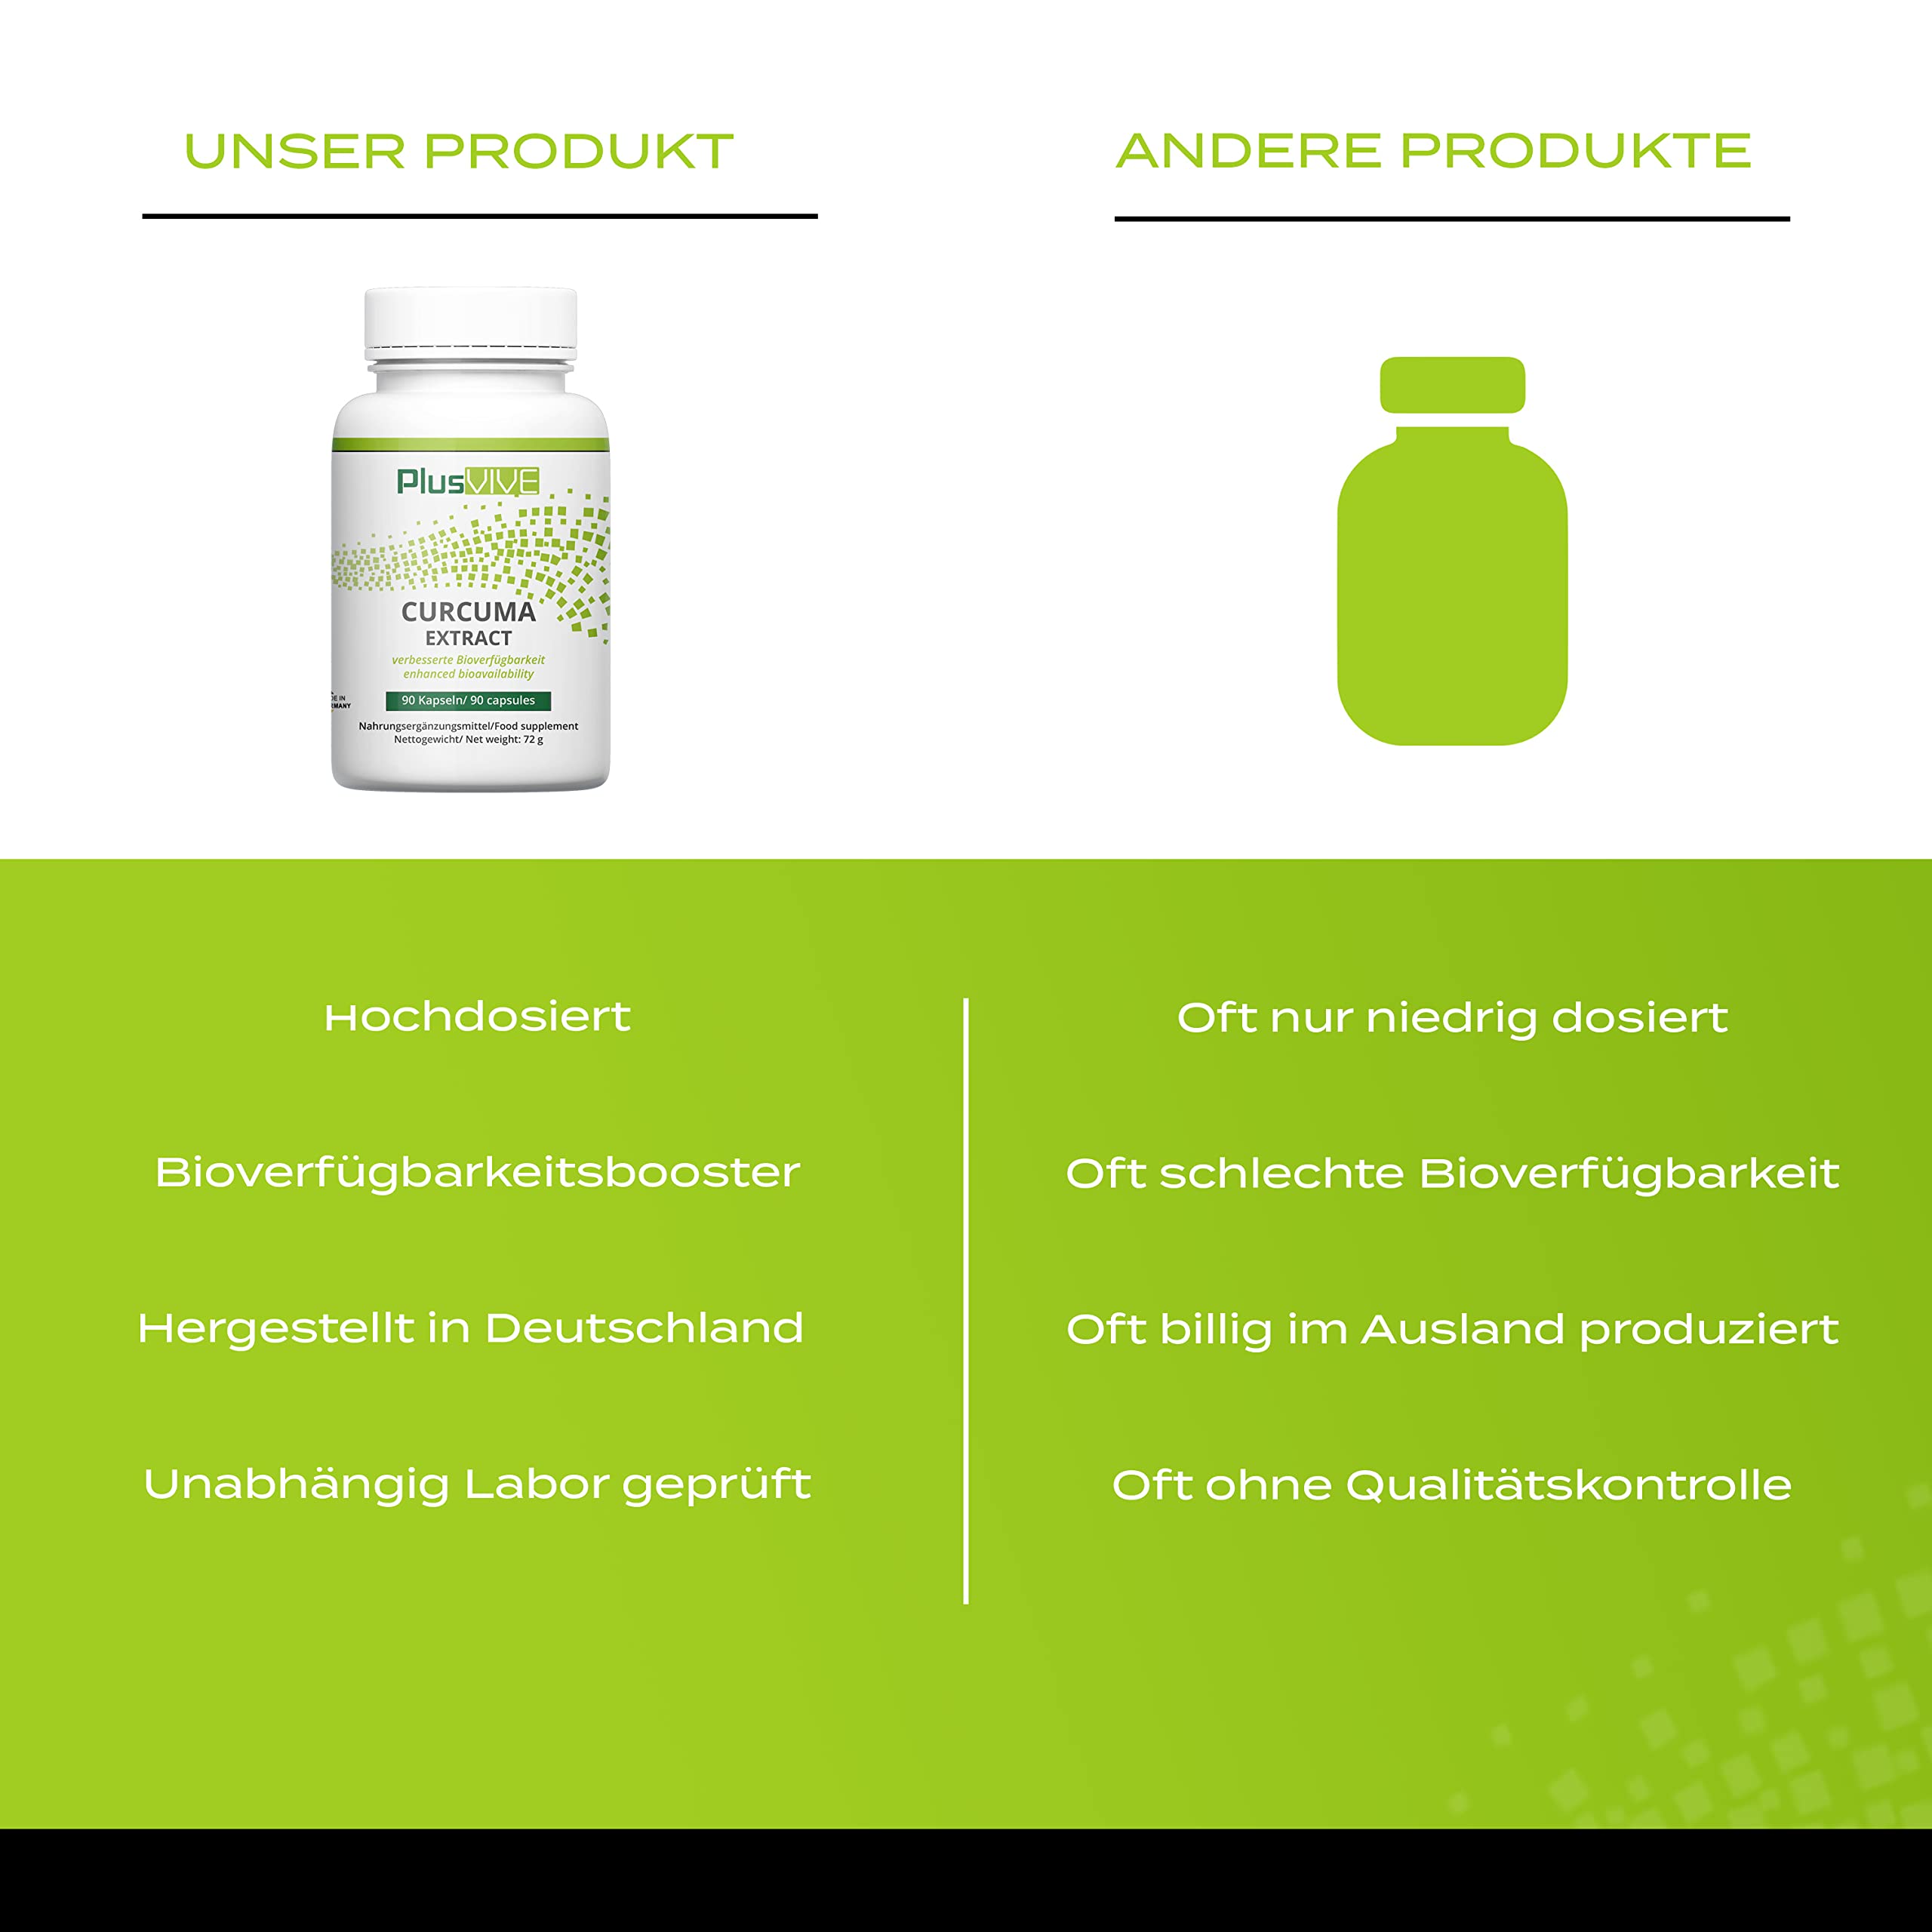 UNSER PRODUKT
ANDERE PRODUKTE
PlusVIVE
CURCUMA
EXTRACT
verbesserte Bioverfügbarkeit
enhanced bioavailability
90 Kapseln/ 90 capsules
Nahrungsergänzungsmittel/Food supplement
Nettogewicht/ Net weight: 72 g
Hochdosiert
Oft nur niedrig dosiert
Bioverfügbarkeitsbooster
Oft schlechte Bioverfügbarkeit
Hergestellt in Deutschland
Oft billig im Ausland produziert
Unabhängig Labor geprüft
Oft ohne Qualitätskontrolle